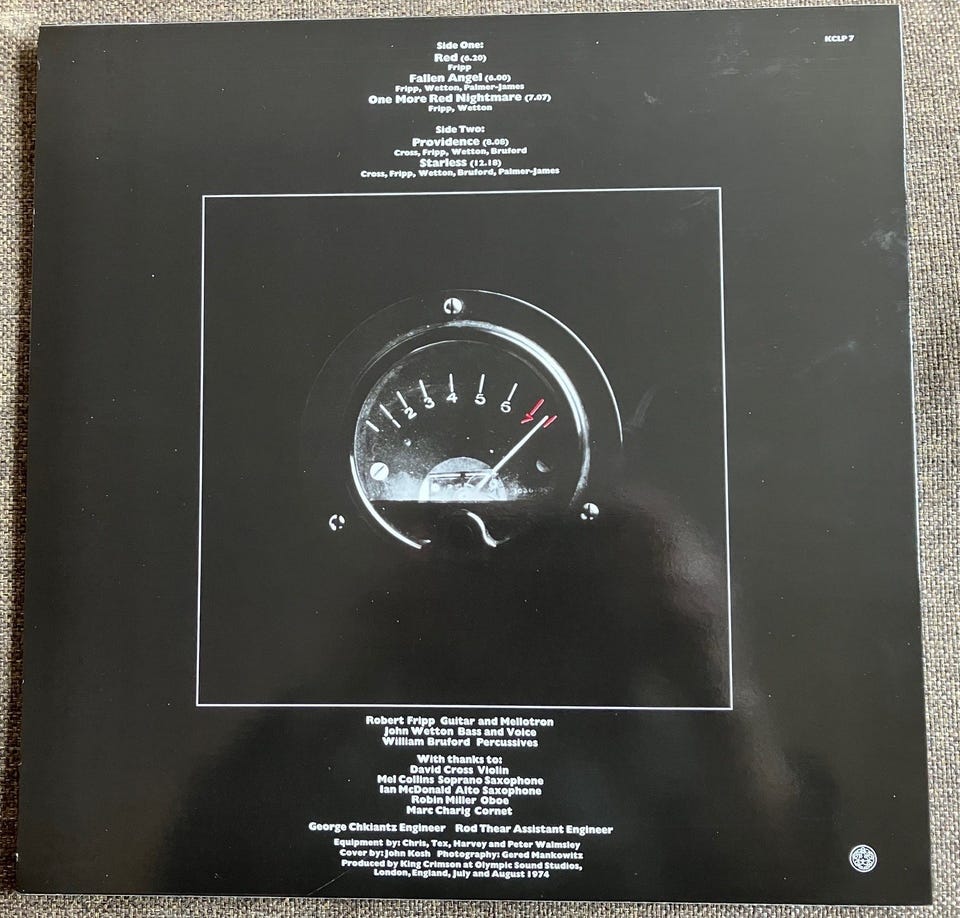 KCLP 7
Side One:
Red (6.20)
Fripp
Fallen Angel (6.00)
Fripp, Wetton, Palmer-James
One More Red Nightmare (7.07)
Fripp, Wetton
Side Two:
Providence (8.08)
Cross, Fripp, Wetton, Bruford
Starless (12.18)
Cross, Fripp, Wetton, Bruford, Palmer-James
2 3 4 5 6 7
Robert Fripp Guitar and Mellotron
John Wetton Bass and Voice
William Bruford Percussives
With thanks to:
David Cross Violin
Mel Collins Soprano Saxophone
Ian McDonald Alto Saxophone
Robin Miller Oboe
Marc Charig Cornet
George Chkiantz Engineer Rod Thear Assistant Engineer
Equipment by: Chris, Tex, Harvey and Peter Walmsley
Cover by: John Kosh Photography: Gered Mankowitz
Produced by King Crimson at Olympic Sound Studios,
London, England, July and August 1974